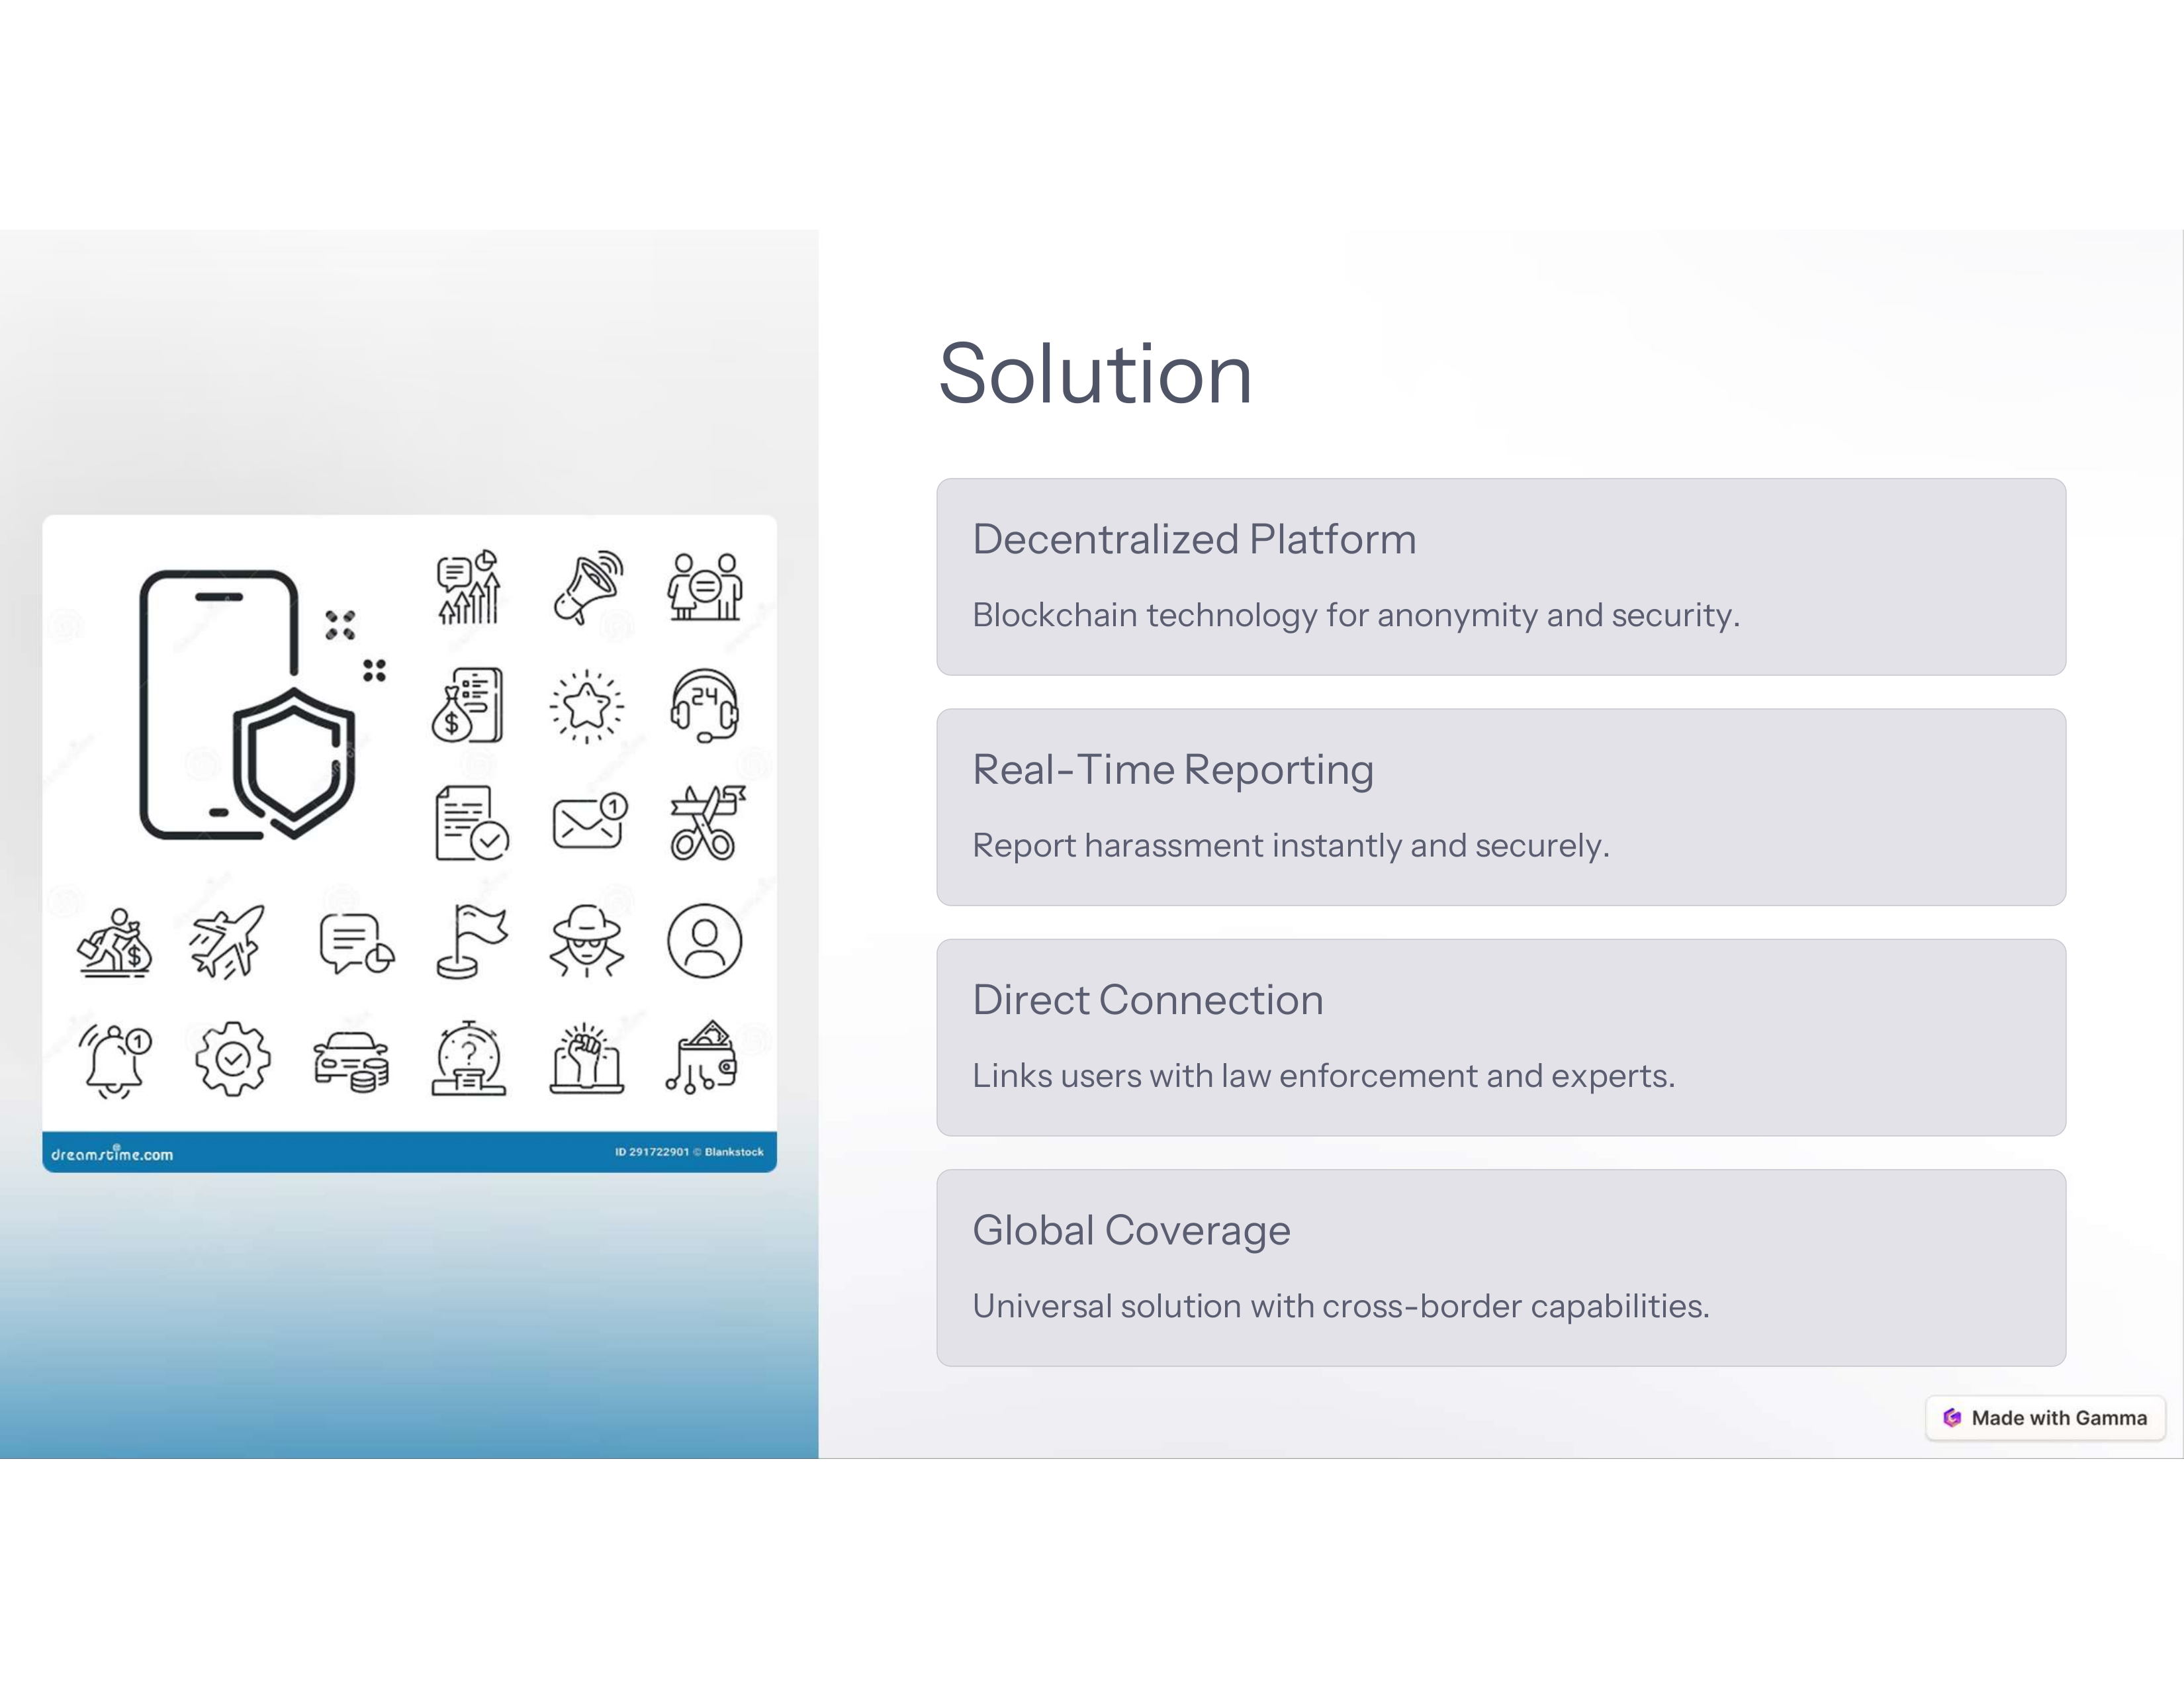 Solution
Decentralized Platform
Blockchain technology for anonymity and security.
Real-Time Reporting
Report harassment instantly and securely.
Direct Connection
Links users with law enforcement and experts.
Global Coverage
Universal solution with cross-border capabilities.
$
24
1
$
1
?
dreamstime.com
ID 291722901 © Blankstock
Made with Gamma